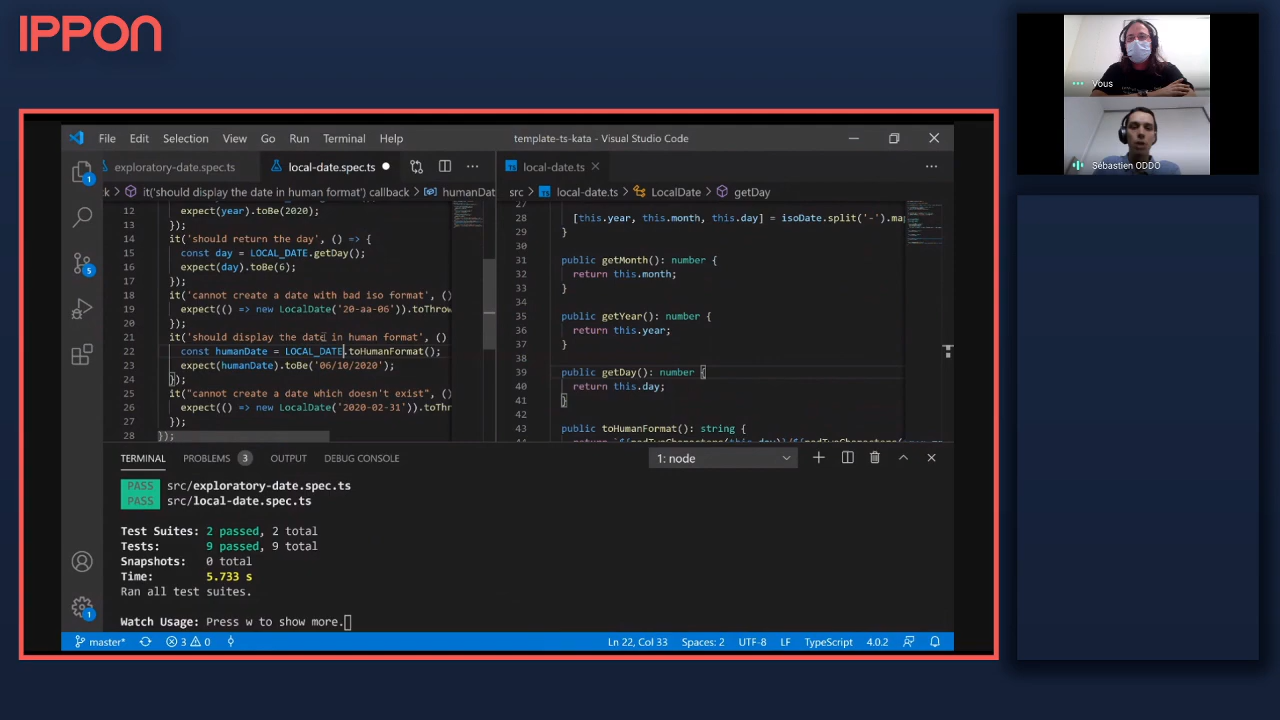 IPPON
File Edit Selection View Go Run Terminal Help
template-ts-kata - Visual Studio Code
exploratory-date.spec.ts
local-date.spec.ts
ck > it('should display the date in human format') callback > humanDat
12 expect(year).toBe(2020);
13 });
14 it('should return the day', () => {
15 const day = LOCAL_DATE.getDay();
16 expect(day).toBe(6);
17 });
18 it('cannot create a date with bad iso format', ()
19 expect(() => new LocalDate('20-aa-06')).toThrow
20 });
21 it('should display the date in human format', ()
22 const humanDate = LOCAL_DATE.toHumanFormat();
23 expect(humanDate).toBe('06/10/2020');
24 });
25 it("cannot create a date which doesn't exist", ()
26 expect(() => new LocalDate('2020-02-31')).toThr
27 });
28 });
local-date.ts
src > local-date.ts > LocalDate > getDay
27
28 [this.year, this.month, this.day] = isoDate.split('-').ma
29 }
30
31 public getMonth(): number {
32 return this.month;
33 }
34
35 public getYear(): number {
36 return this.year;
37 }
38
39 public getDay(): number {
40 return this.day;
41 }
42
43 public toHumanFormat(): string {
44
1
5
1
TERMINAL PROBLEMS 3 OUTPUT DEBUG CONSOLE
1: node
PASS src/exploratory-date.spec.ts
PASS src/local-date.spec.ts
Test Suites: 2 passed, 2 total
Tests: 9 passed, 9 total
Snapshots: 0 total
Time: 5.733 s
Ran all test suites.
Watch Usage: Press w to show more.
master* 3 0 Ln 22, Col 33 Spaces: 2 UTF-8 LF TypeScript 4.0.2
Vous
Sébastien ODDO